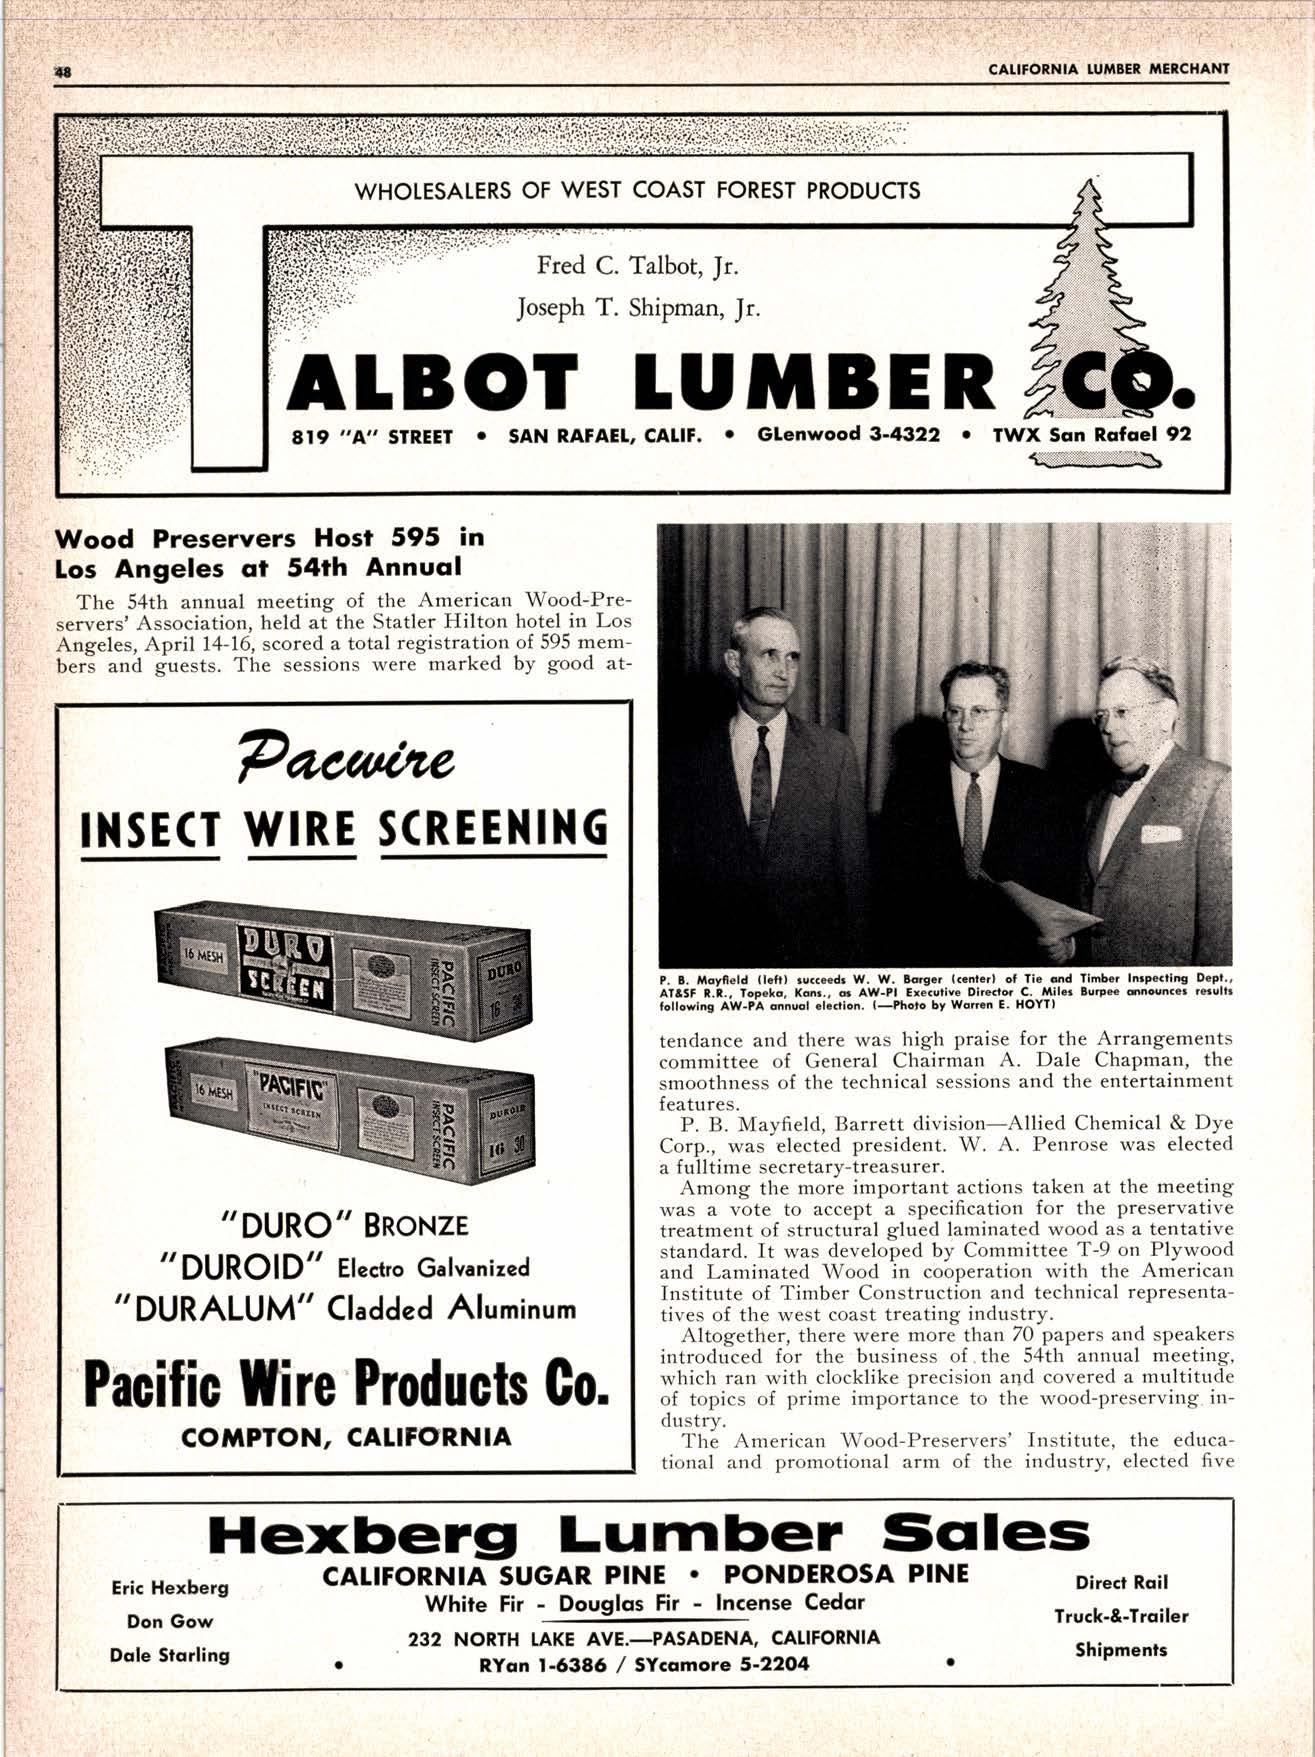 48
CALIFORNIA LUMBER MERCHANT
WHOLESALERS OF WEST COAST FOREST PRODUCTS
Fred C. Talbot, Jr.
Joseph T. Shipman, Jr.
TALBOT LUMBER CO.
819 "A" STREET • SAN RAFAEL, CALIF. • GLenwood 3-4322 • TWX San Rafael 92
Wood Preservers Host 595 in
Los Angeles at 54th Annual
The 54th annual meeting of the American Wood-Pre-
servers' Association, held at the Statler Hilton hotel in Los
Angeles, April 14-16, scored a total registration of 595 mem-
bers and guests. The sessions were marked by good at-
Pacwire
INSECT WIRE SCREENING
16 MESH
DURO
SCREEN
PACIFIC
INSECT SCREEN
DURO
16
16 MESH
"PACIFIC"
INSECT SCREEN
PACIFIC
INSECT SCREEN
DUROID
16 30
"DURO" BRONZE
"DUROID" Electro Galvanized
"DURALUM" Cladded Aluminum
Pacific Wire Products Co.
COMPTON, CALIFORNIA
P. B. Mayfield (left) succeeds W. W. Barger (center) of Tie and Timber Inspecting Dept.,
AT&SF R.R., Topeka, Kans., as AW-PI Executive Director C. Miles Burpee announces results
following AW-PA annual election. (—Photo by Warren E. HOYT)
tendance and there was high praise for the Arrangements
committee of General Chairman A. Dale Chapman, the
smoothness of the technical sessions and the entertainment
features.
P. B. Mayfield, Barrett division—Allied Chemical & Dye
Corp., was elected president. W. A. Penrose was elected
a fulltime secretary-treasurer.
Among the more important actions taken at the meeting
was a vote to accept a specification for the preservative
treatment of structural glued laminated wood as a tentative
standard. It was developed by Committee T-9 on Plywood
and Laminated Wood in cooperation with the American
Institute of Timber Construction and technical representa-
tives of the west coast treating industry.
Altogether, there were more than 70 papers and speakers
introduced for the business of the 54th annual meeting,
which ran with clocklike precision and covered a multitude
of topics of prime importance to the wood-preserving in-
dustry.
The American Wood-Preservers' Institute, the educa-
tional and promotional arm of the industry, elected five
Hexberg Lumber Sales
CALIFORNIA SUGAR PINE • PONDEROSA PINE
White Fir - Douglas Fir - Incense Cedar
232 NORTH LAKE AVE.—PASADENA, CALIFORNIA
• RYan 1-6386 / SYcamore 5-2204 •
Eric Hexberg
Don Gow
Dale Starling
Direct Rail
Truck-&-Trailer
Shipments